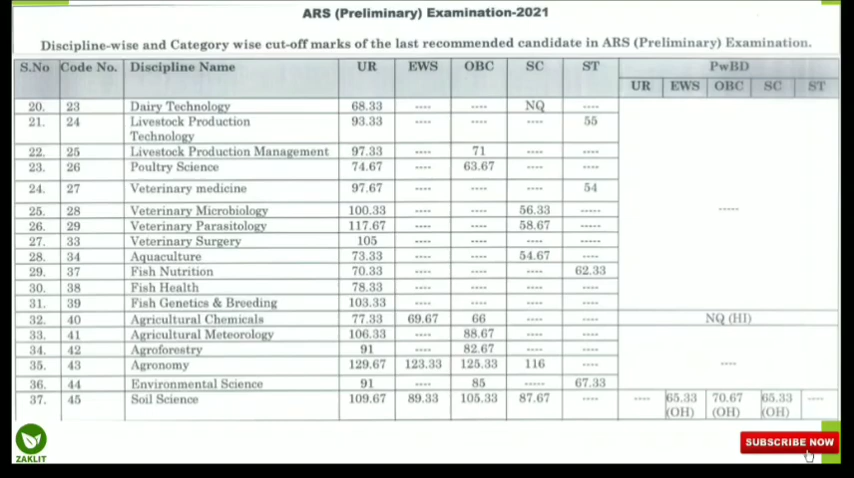 ARS (Preliminary) Examination-2021
Discipline-wise and Category wise cut-off marks of the last recommended candidate in ARS (Preliminary) Examination.
S.No Code No. Discipline Name UR EWS OBC SC ST PwBD
UR EWS OBC SC ST
20. 23 Dairy Technology 68.33 ---- ---- NQ ----
21. 24 Livestock Production 93.33 ---- ---- ---- 55
Technology
22. 25 Livestock Production Management 97.33 ---- 71 ---- ----
23. 26 Poultry Science 74.67 ---- 63.67 ---- ----
24. 27 Veterinary medicine 97.67 ---- ---- ---- 54
25. 28 Veterinary Microbiology 100.33 ---- ---- 56.33 ----- -----
26. 29 Veterinary Parasitology 117.67 ---- ---- 58.67 -----
27. 33 Veterinary Surgery 105 ---- ---- ---- -----
28. 34 Aquaculture 73.33 ---- ---- 54.67 ----
29. 37 Fish Nutrition 70.33 ---- ---- ---- 62.33
30. 38 Fish Health 78.33 ---- ---- ---- ----
31. 39 Fish Genetics & Breeding 103.33 ---- ---- ---- ----
32. 40 Agricultural Chemicals 77.33 69.67 66 ---- ---- NQ (HI)
33. 41 Agricultural Meteorology 106.33 ---- 88.67 ---- ----
34. 42 Agroforestry 91 ---- 82.67 ---- ----
35. 43 Agronomy 129.67 123.33 125.33 116 ---- ----
36. 44 Environmental Science 91 ---- 85 ----- 67.33
37. 45 Soil Science 109.67 89.33 105.33 87.67 ---- ---- 65.33 70.67 65.33 ----
(OH) (OH) (OH)
ZAKLIT
SUBSCRIBE NOW